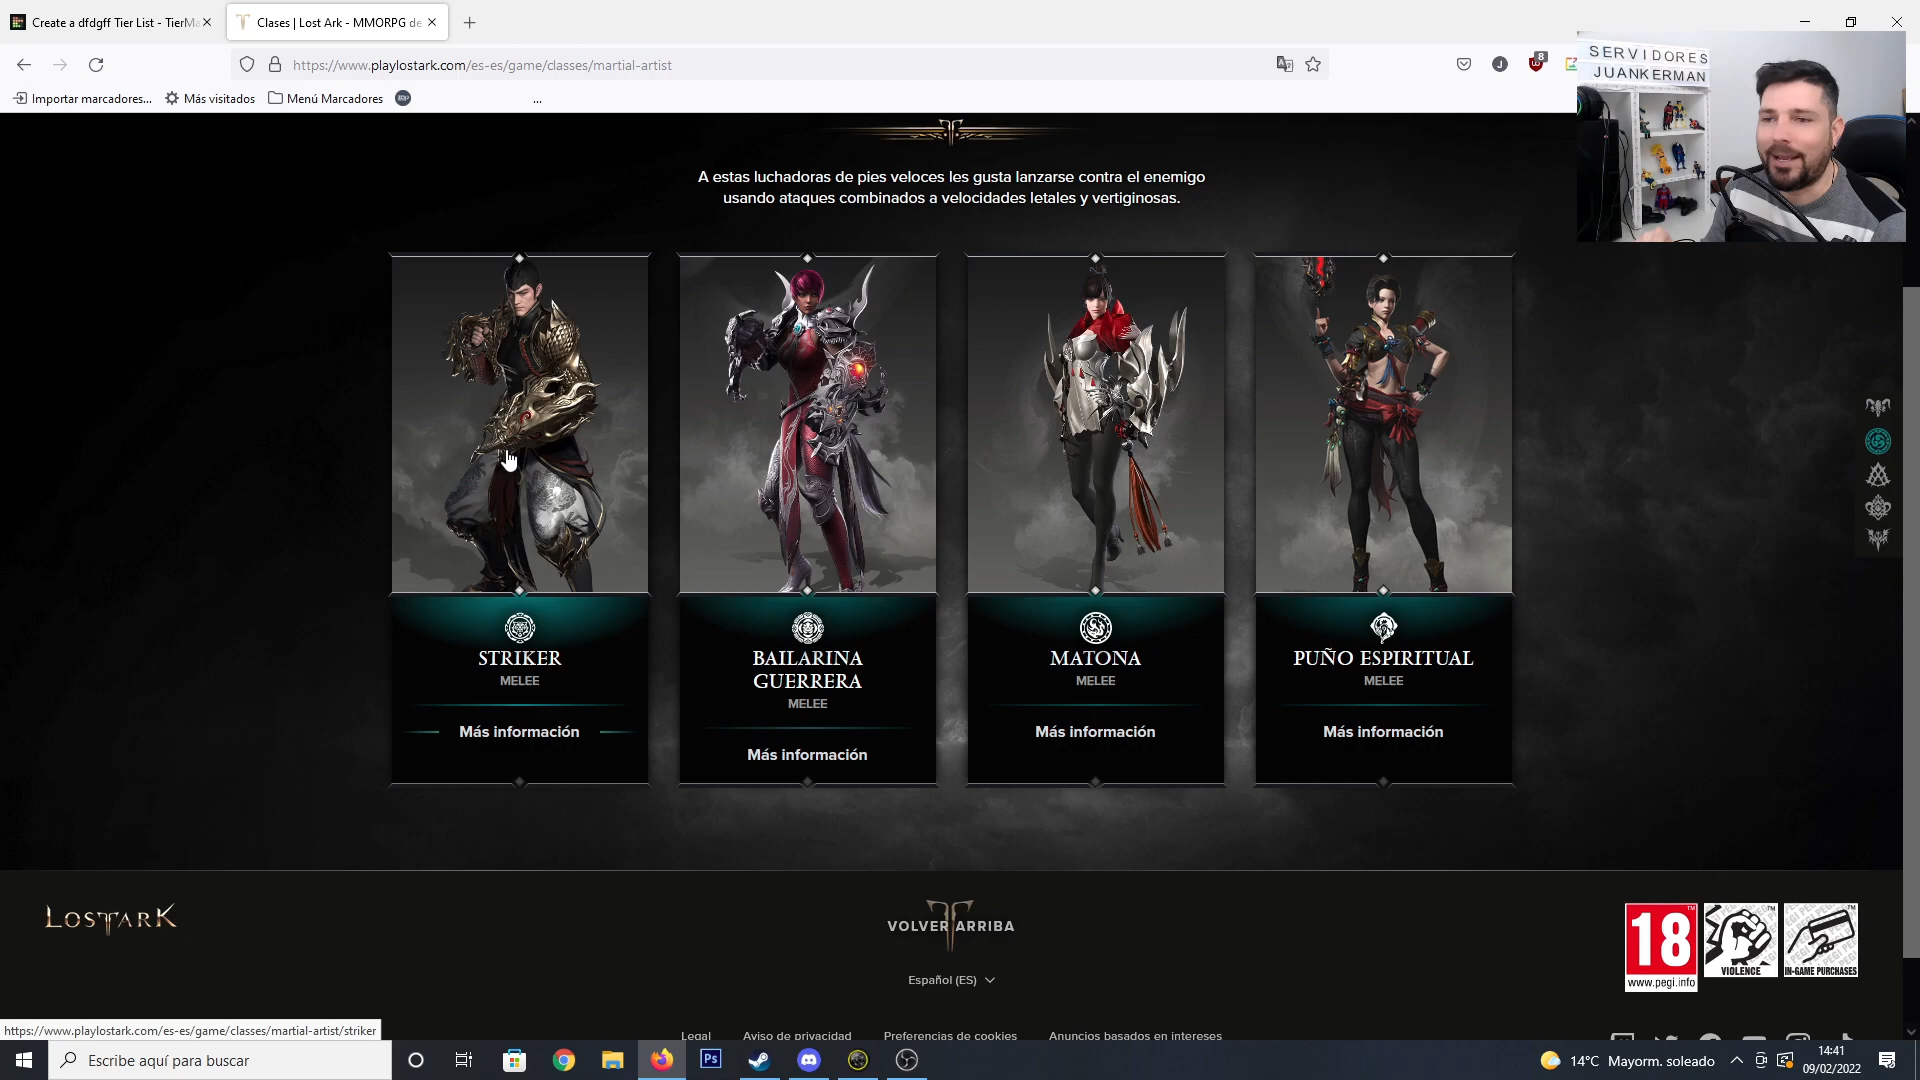 Create a dfdgff Tier List - TierMa
Clases | Lost Ark - MMORPG de
https://www.playlostark.com/es-es/game/classes/martial-artist
8
J
Importar marcadores...
Más visitados
Menú Marcadores
...
SERVIDORES
JUANKERMAN
A estas luchadoras de pies veloces les gusta lanzarse contra el enemigo
usando ataques combinados a velocidades letales y vertiginosas.
STRIKER
MELEE
Más información
BAILARINA
GUERRERA
MELEE
Más información
MATONA
MELEE
Más información
PUÑO ESPIRITUAL
MELEE
Más información
LOST ARK
VOLVER ARRIBA
Español (ES)
18
www.pegi.info
VIOLENCE
IN-GAME PURCHASES
https://www.playlostark.com/es-es/game/classes/martial-artist/striker
Legal
Aviso de privacidad
Preferencias de cookies
Anuncios basados en intereses
Escribe aquí para buscar
Ps
14°C Mayorm. soleado
14:41
09/02/2022